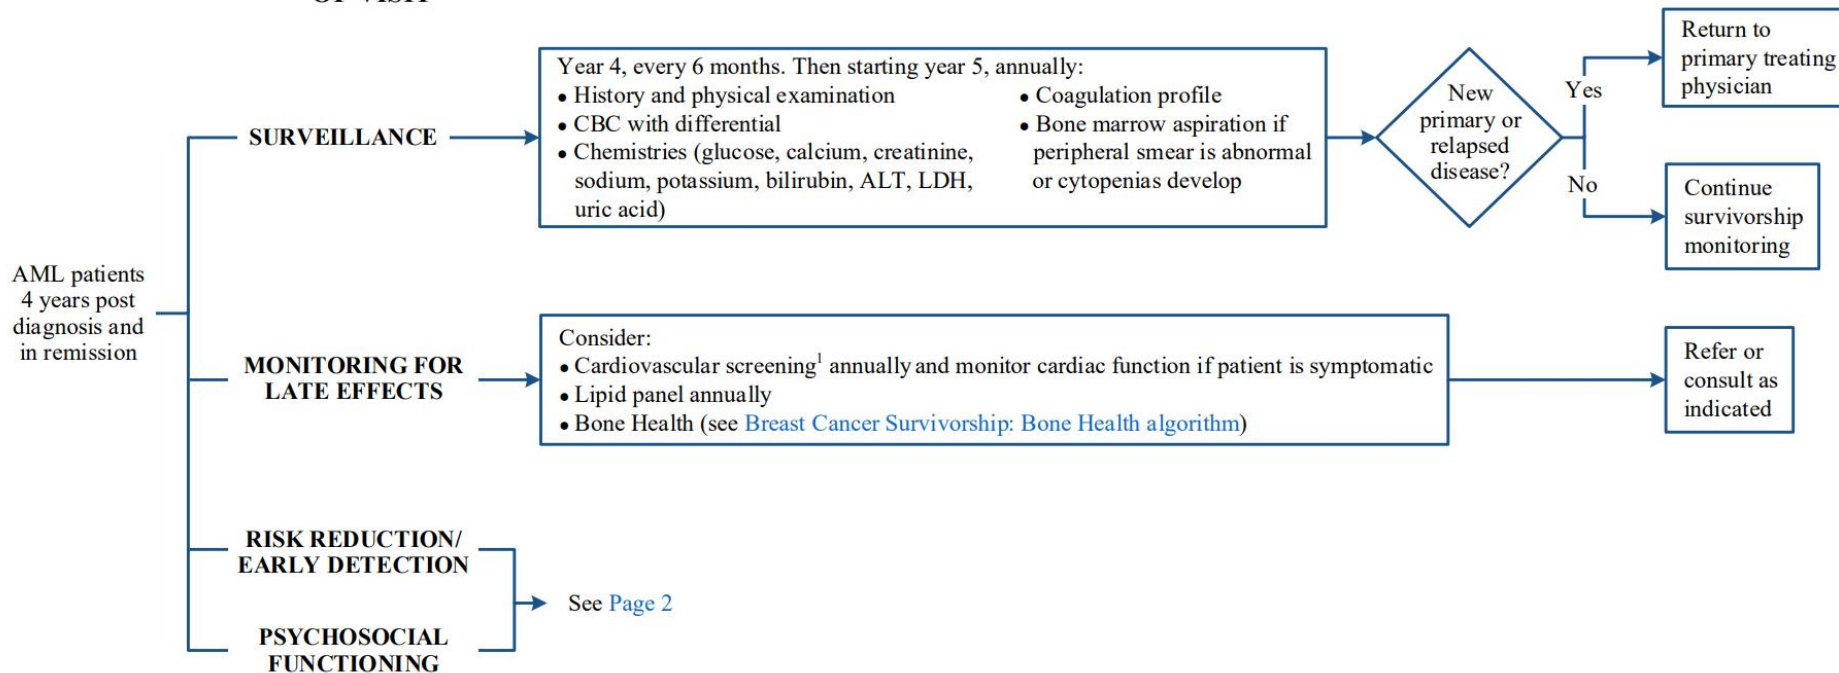 OF VISIT
AML patients
4 years post
diagnosis and
in remission
SURVEILLANCE
Year 4, every 6 months. Then starting year 5, annually:
• History and physical examination
• CBC with differential
• Chemistries (glucose, calcium, creatinine,
sodium, potassium, bilirubin, ALT, LDH,
uric acid)
• Coagulation profile
• Bone marrow aspiration if
peripheral smear is abnormal
or cytopenias develop
New
primary or
relapsed
disease?
Yes
Return to
primary treating
physician
No
Continue
survivorship
monitoring
MONITORING FOR
LATE EFFECTS
Consider:
• Cardiovascular screening1 annually and monitor cardiac function if patient is symptomatic
• Lipid panel annually
• Bone Health (see Breast Cancer Survivorship: Bone Health algorithm)
Refer or
consult as
indicated
RISK REDUCTION/
EARLY DETECTION
PSYCHOSOCIAL
FUNCTIONING
See Page 2